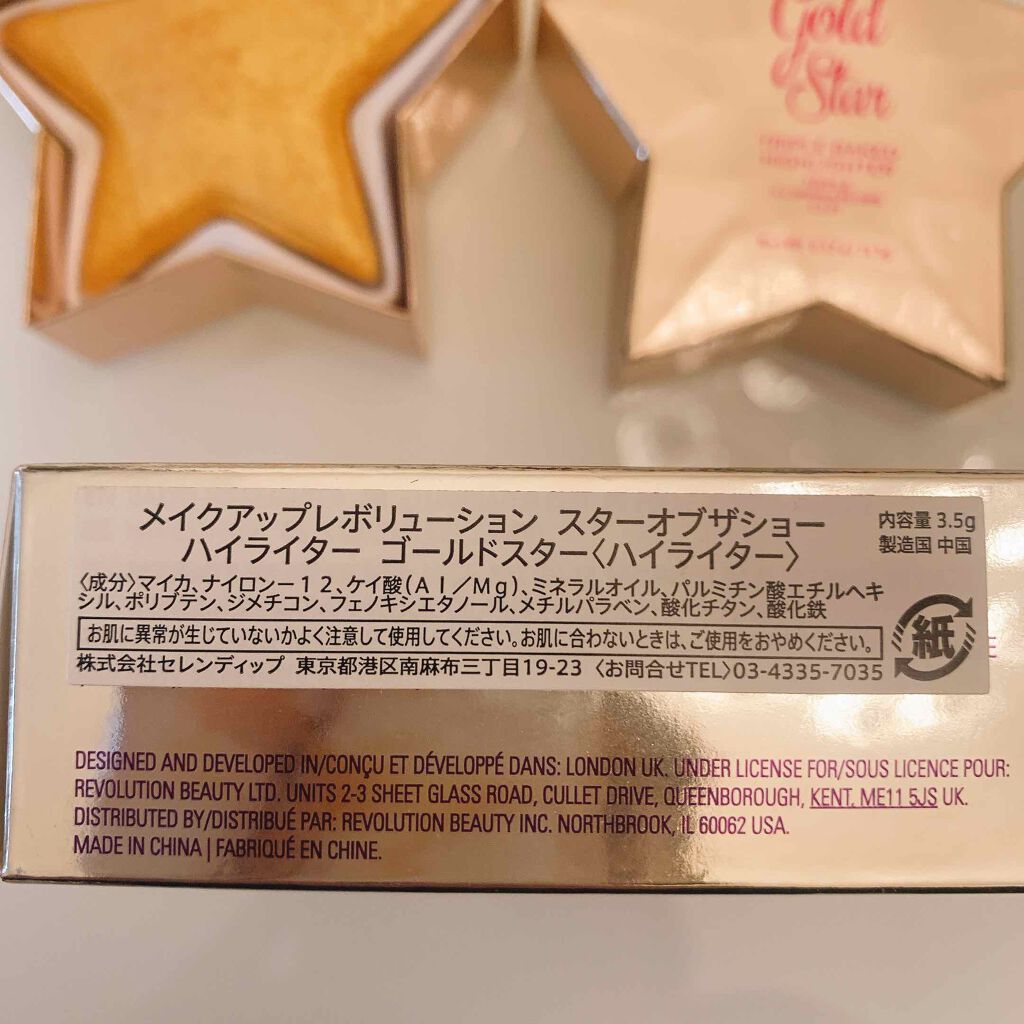 Gold
Star
TRIPLE BAKED
HIGHLIGHTER
メイクアップレボリューション スターオブザショー
ハイライター ゴールドスター〈ハイライター〉
内容量 3.5g
製造国 中国
〈成分〉マイカ、ナイロンー１２、ケイ酸(Ａｌ／Ｍｇ)、ミネラルオイル、パルミチン酸エチルヘキ
シル、ポリブテン、ジメチコン、フェノキシエタノール、メチルパラベン、酸化チタン、酸化鉄
お肌に異常が生じていないかよく注意して使用してください。お肌に合わないときは、ご使用をおやめください。
株式会社セレンディップ 東京都港区南麻布三丁目19-23 〈お問合せTEL〉03-4335-7035
紙
E
DESIGNED AND DEVELOPED IN/CONÇU ET DÉVELOPPÉ DANS: LONDON UK. UNDER LICENSE FOR/SOUS LICENCE POUR:
REVOLUTION BEAUTY LTD. UNITS 2-3 SHEET GLASS ROAD, CULLET DRIVE, QUEENBOROUGH, KENT. ME11 5JS UK.
DISTRIBUTED BY/DISTRIBUÉ PAR: REVOLUTION BEAUTY INC. NORTHBROOK, IL 60062 USA.
MADE IN CHINA | FABRIQUÉ EN CHINE.